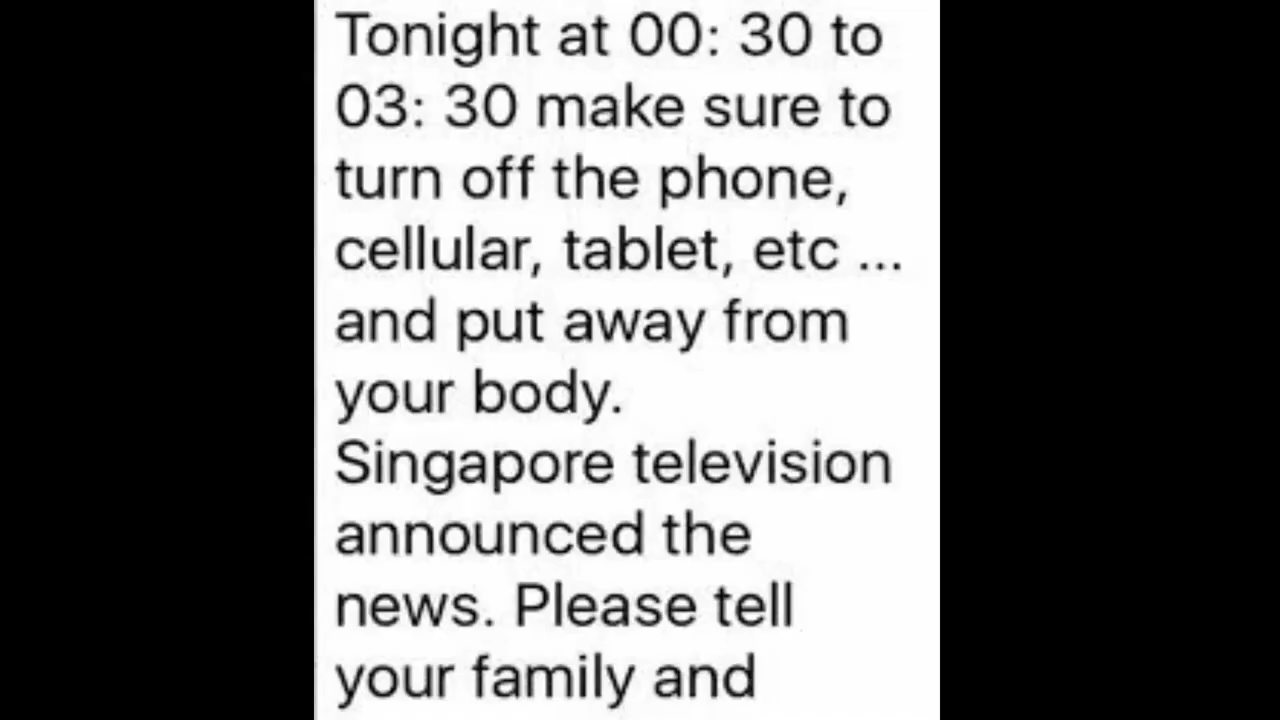 Tonight at 00: 30 to
03: 30 make sure to
turn off the phone,
cellular, tablet, etc ...
and put away from
your body.
Singapore television
announced the
news. Please tell
your family and